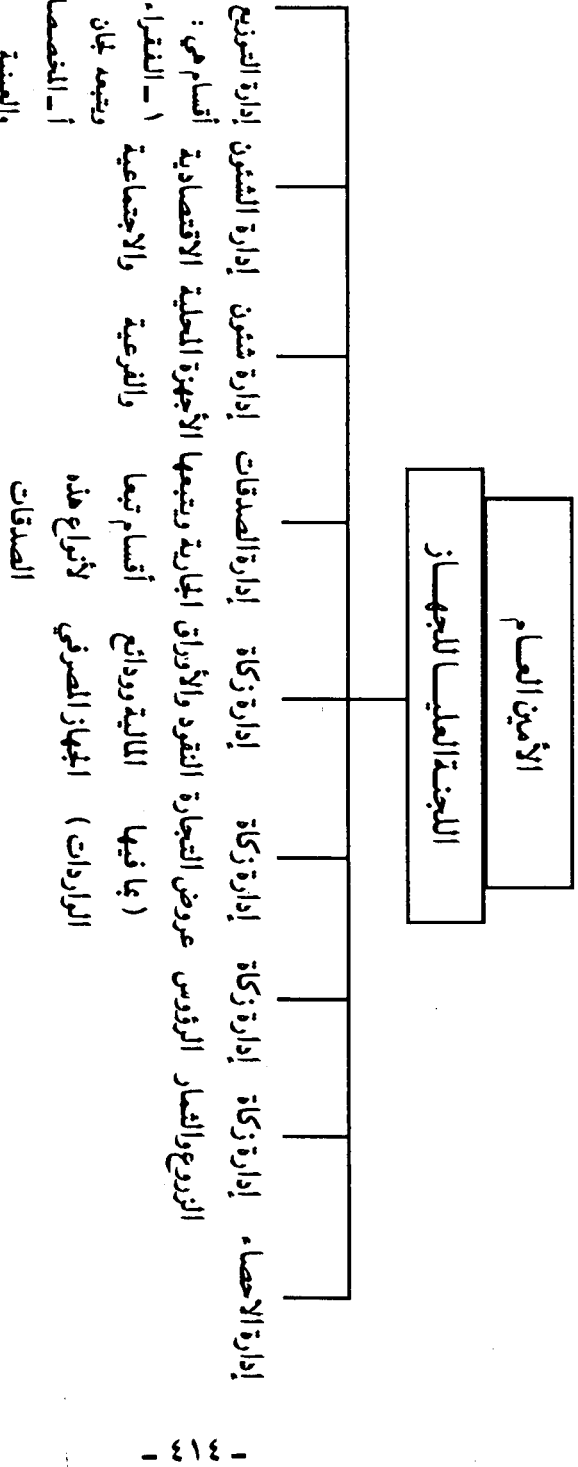 الأمين العام
اللجنة العليا للجهاز
إدارة الاحصاء
إدارة زكاة
الزروع والثمار
إدارة زكاة
الرؤوس
إدارة زكاة
عروض التجارة
(بما فيها
الواردات)
إدارة زكاة
النقود والأوراق
المالية وودائع
الجهاز المصرفي
إدارة الصدقات
الجارية ويتبعها
أقسام تبعا
لأنواع هذه
الصدقات
إدارة شئون
الأجهزة المحلية
والفرعية
إدارة الشئون
الاقتصادية
والاجتماعية
إدارة التوزيع
أقسام هي :
١ ـ الفقراء
ويتبعه لجان
أ ـ
- ٤١٤ -